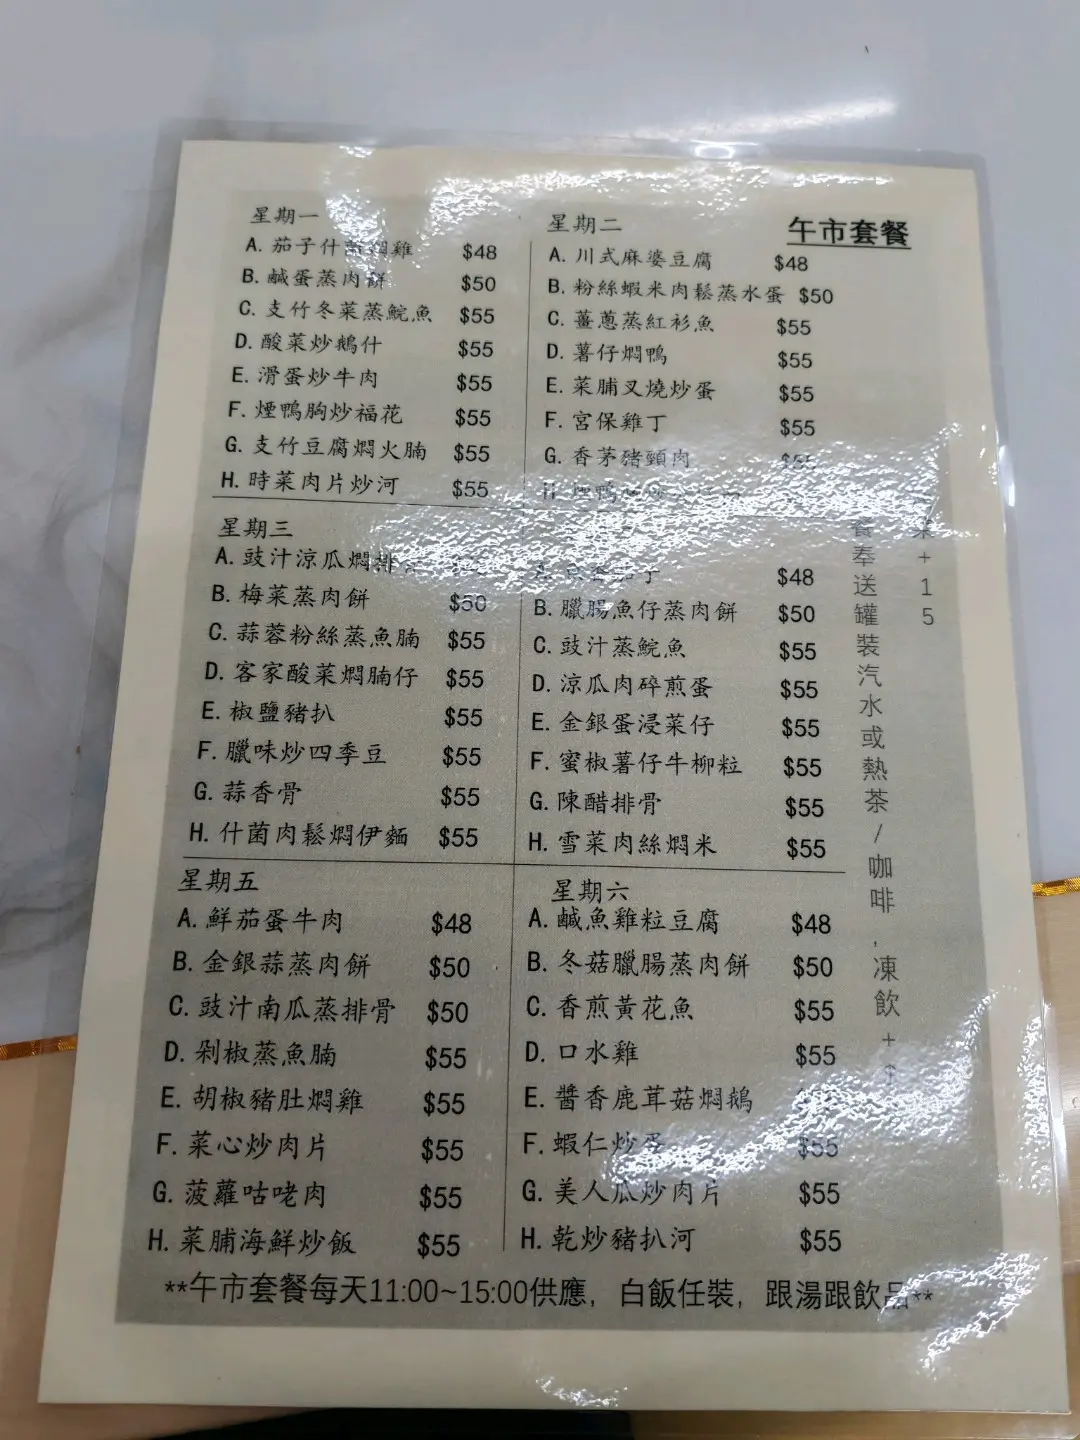 午市套餐
星期一
A. 茄子什菌燜雞 $48
B. 鹹蛋蒸肉餅 $50
C. 支竹冬菜蒸鯇魚 $55
D. 酸菜炒鵝什 $55
E. 滑蛋炒牛肉 $55
F. 煙鴨胸炒福花 $55
G. 支竹豆腐燜火腩 $55
H. 時菜肉片炒河 $55
星期二
A. 川式麻婆豆腐 $48
B. 粉絲蝦米肉鬆蒸水蛋 $50
C. 薑蔥蒸紅衫魚 $55
D. 薯仔燜鴨 $55
E. 菜脯叉燒炒蛋 $55
F. 宮保雞丁 $55
G. 香茅豬頸肉 $55
H. 煙鴨
星期三
A. 豉汁涼瓜燜排
B. 梅菜蒸肉餅 $50
C. 蒜蓉粉絲蒸魚腩 $55
D. 客家酸菜燜腩仔 $55
E. 椒鹽豬扒 $55
F. 臘味炒四季豆 $55
G. 蒜香骨 $55
H. 什菌肉鬆燜伊麵 $55
茄子 $48
B. 臘腸魚仔蒸肉餅 $50
C. 豉汁蒸鯇魚 $55
D. 涼瓜肉碎煎蛋 $55
E. 金銀蛋浸菜仔 $55
F. 蜜椒薯仔牛柳粒 $55
G. 陳醋排骨 $55
H. 雪菜肉絲燜米 $55
星期五
A. 鮮茄蛋牛肉 $48
B. 金銀蒜蒸肉餅 $50
C. 豉汁南瓜蒸排骨 $50
D. 剁椒蒸魚腩 $55
E. 胡椒豬肚燜雞 $55
F. 菜心炒肉片 $55
G. 菠蘿咕咾肉 $55
H. 菜脯海鮮炒飯 $55
星期六
A. 鹹魚雞粒豆腐 $48
B. 冬菇臘腸蒸肉餅 $50
C. 香煎黃花魚 $55
D. 口水雞 $55
E. 醬香鹿茸菇燜鵝
F. 蝦仁炒蛋 $55
G. 美人瓜炒肉片 $55
H. 乾炒豬扒河 $55
+15
餐奉送罐裝汽水或熱茶/咖啡，凍飲+$
**午市套餐每天11:00~15:00供應，白飯任裝，跟湯跟飲品**